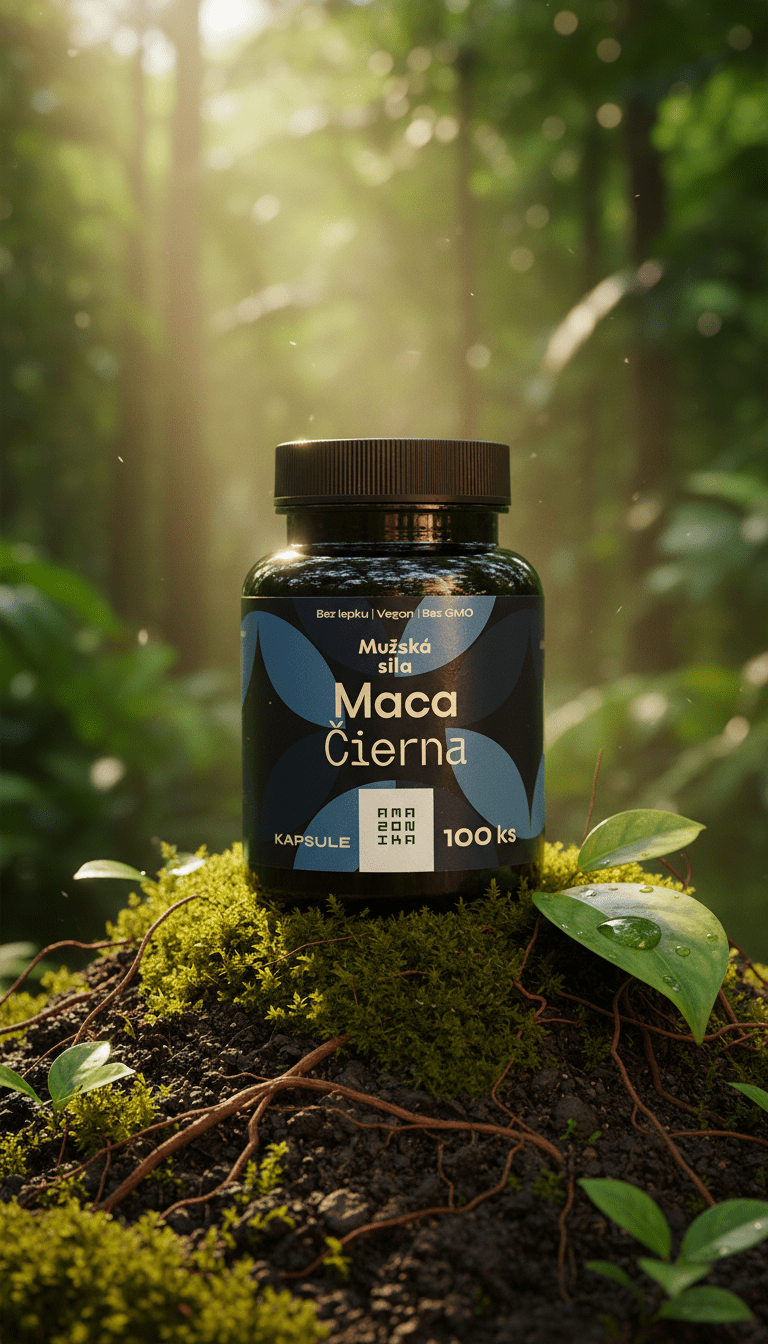 Bez lepku | Vegan | Bez GMO
Mužská
sila
Maca
Čierna
KAPSULE
AMA
ZON
IKA
100 ks